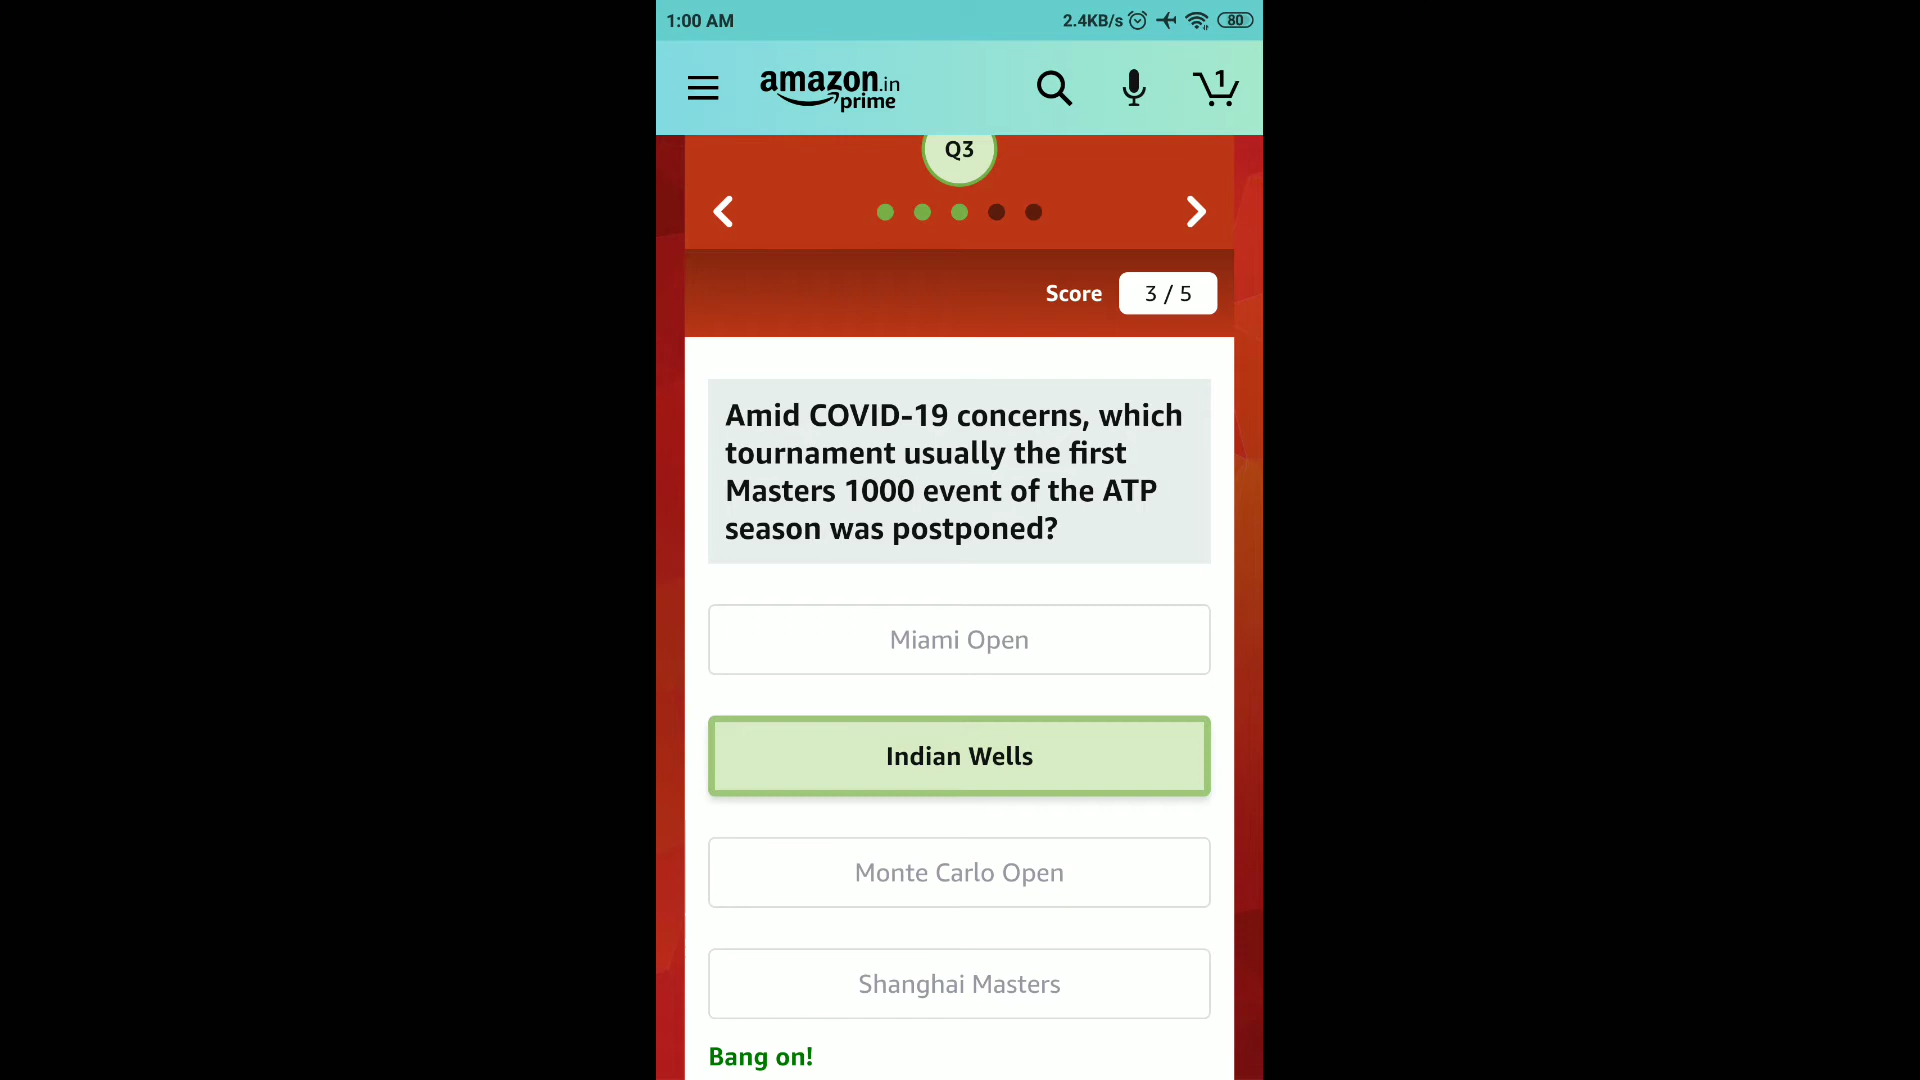 1:00 AM
2.4KB/s 80
amazon.in
prime
1
Q3
Score 3 / 5
Amid COVID-19 concerns, which
tournament usually the first
Masters 1000 event of the ATP
season was postponed?
Miami Open
Indian Wells
Monte Carlo Open
Shanghai Masters
Bang on!